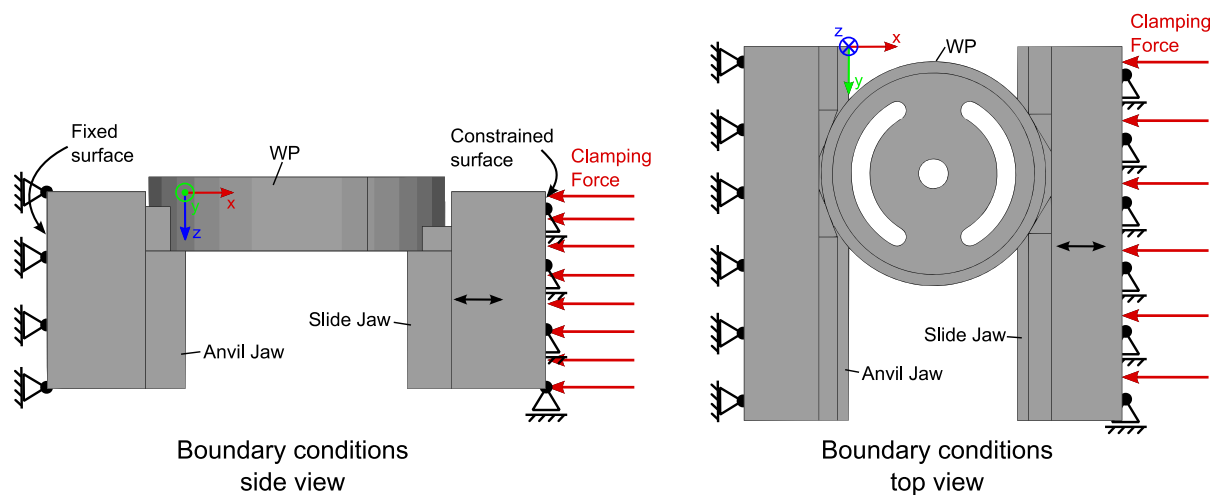 Fixed
surface
WP
Constrained
surface
Clamping
Force
x
y
z
Slide Jaw
Anvil Jaw
Boundary conditions
side view
z
x
y
WP
Clamping
Force
Slide Jaw
Anvil Jaw
Boundary conditions
top view